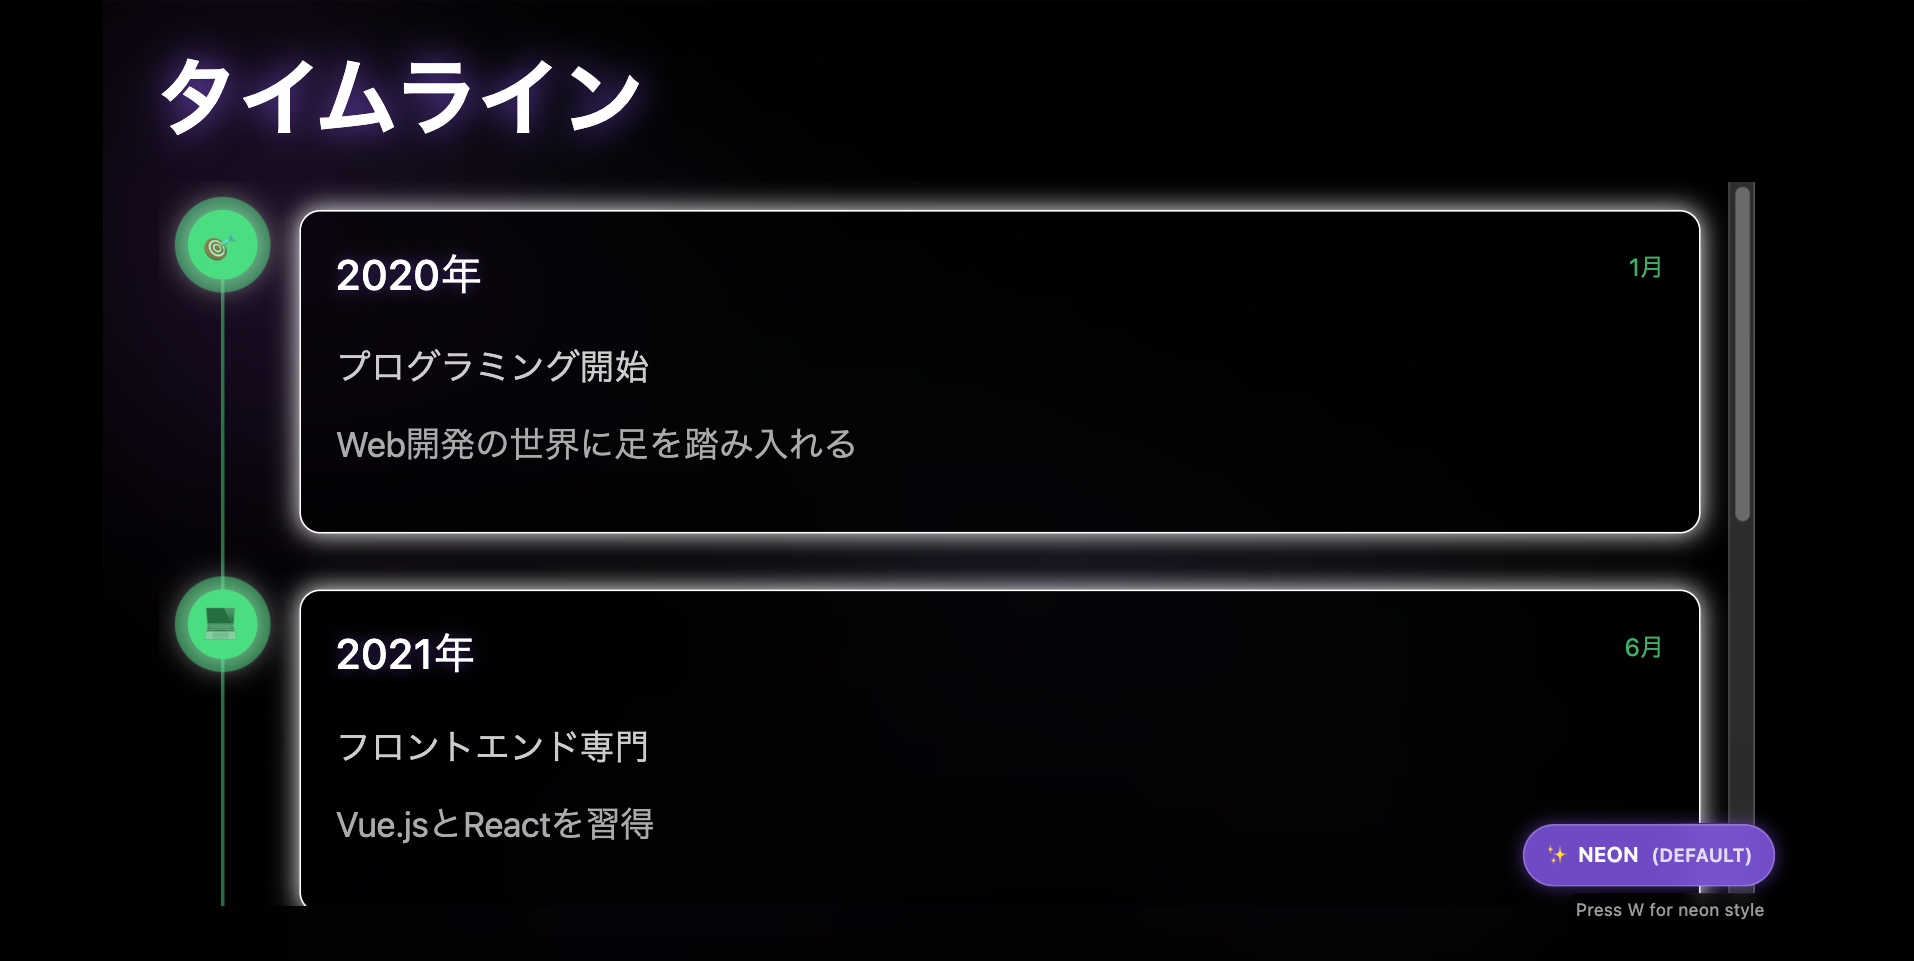 タイムライン
2020年
1月
プログラミング開始
Web開発の世界に足を踏み入れる
2021年
6月
フロントエンド専門
Vue.jsとReactを習得
✨ NEON (DEFAULT)
Press W for neon style